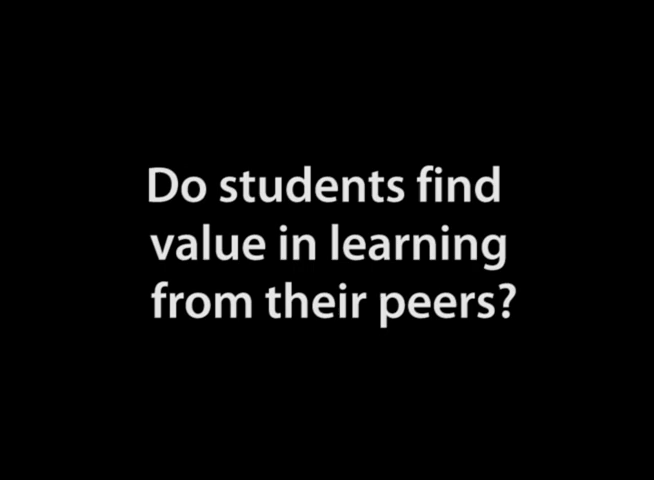 Do students find
value in learning
from their peers?